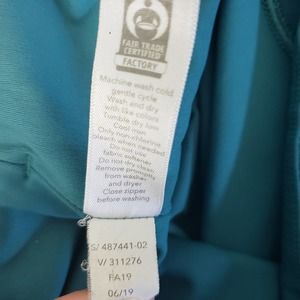 FAIR TRADE
CERTIFIED
FACTORY
Machine wash cold
gentle cycle
Wash and dry
with like colors
Tumble dry low
Cool iron
Only non-chlorine
bleach when needed
Do not use
fabric softener
Do not dry clean
Remove promptly
from washer
and dryer
Close zipper
before washing
S/ 487441-02
V/ 311276
FA19
06/19